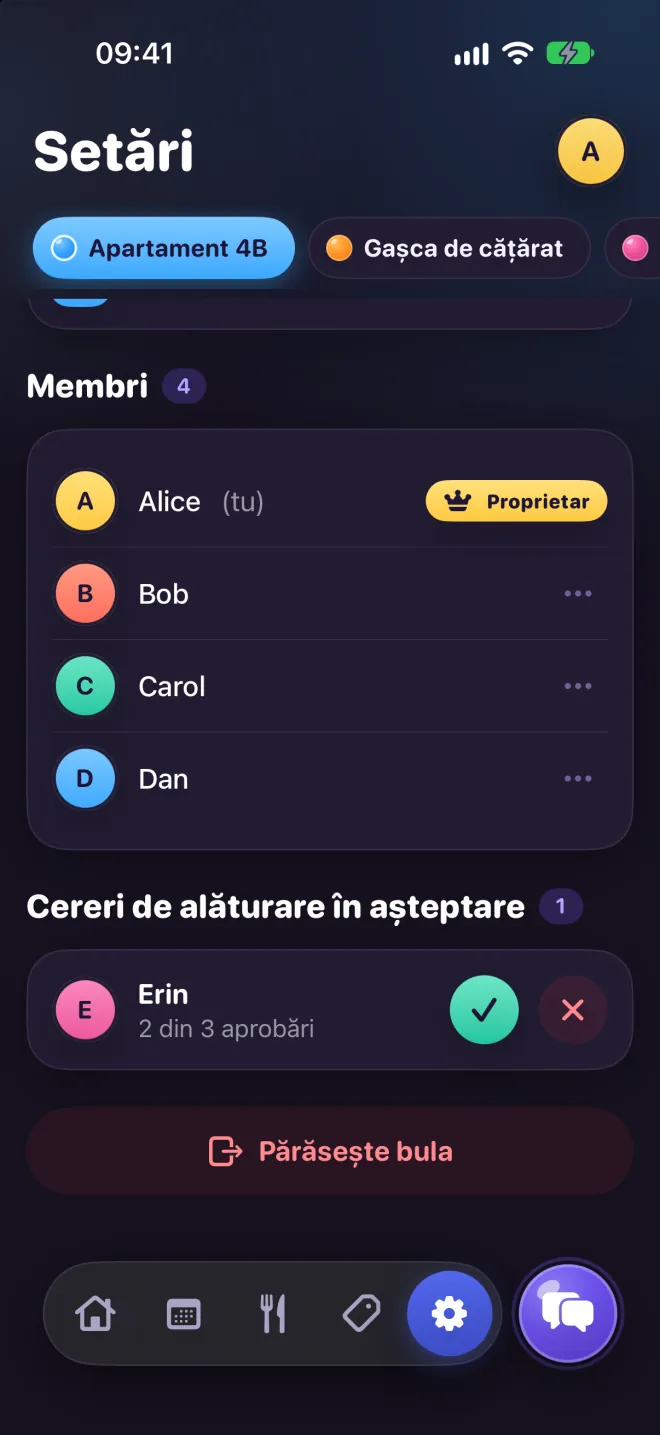 09:41
Setări
A
Apartament 4B
Gașca de cățărat
Membri 4
A Alice (tu) Proprietar
B Bob
C Carol
D Dan
Cereri de alăturare în așteptare 1
E Erin
2 din 3 aprobări
Părăsește bula